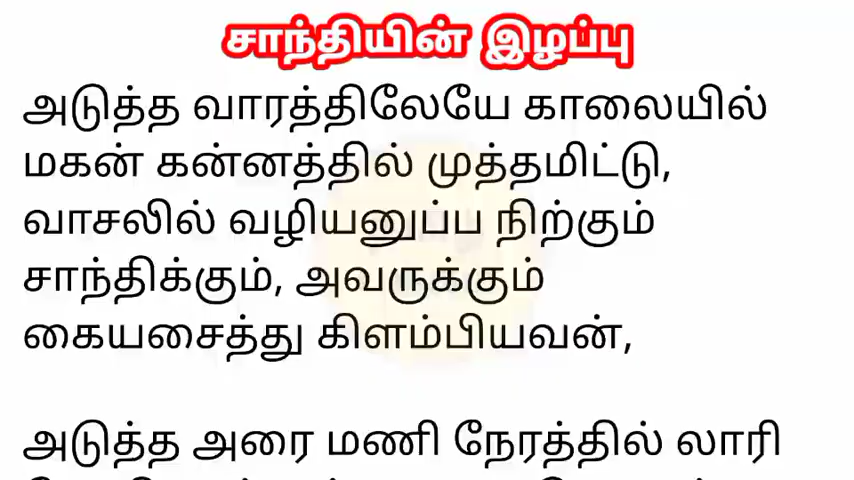 சாந்தியின் இழப்பு
அடுத்த வாரத்திலேயே காலையில்
மகன் கன்னத்தில் முத்தமிட்டு,
வாசலில் வழியனுப்ப நிற்கும்
சாந்திக்கும், அவருக்கும்
கையசைத்து கிளம்பியவன்,
அடுத்த அரை மணி நேரத்தில் லாரி